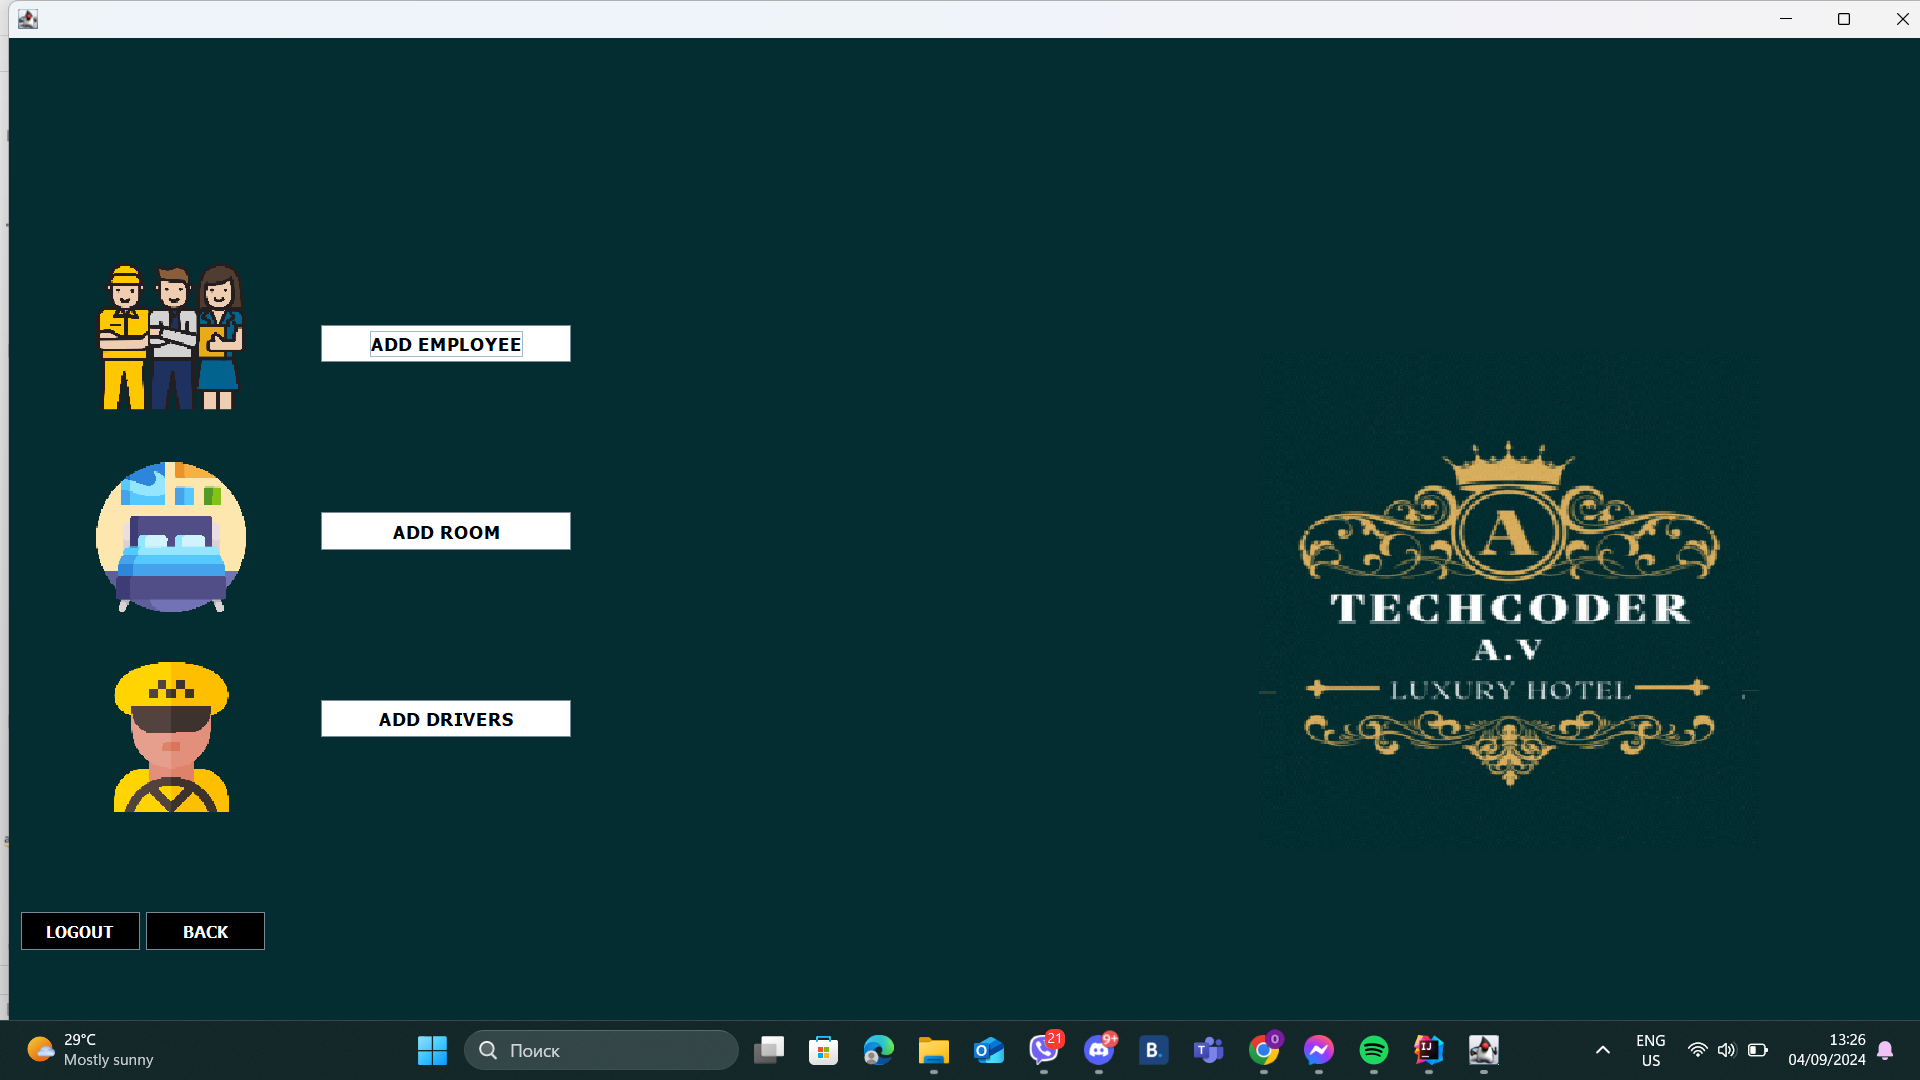 ADD EMPLOYEE
ADD ROOM
ADD DRIVERS
A
TECHCODER
A.V
LUXURY HOTEL
LOGOUT
BACK
29°C
Mostly sunny
Поиск
21
9+
B.
0
IJ
ENG
US
13:26
04/09/2024